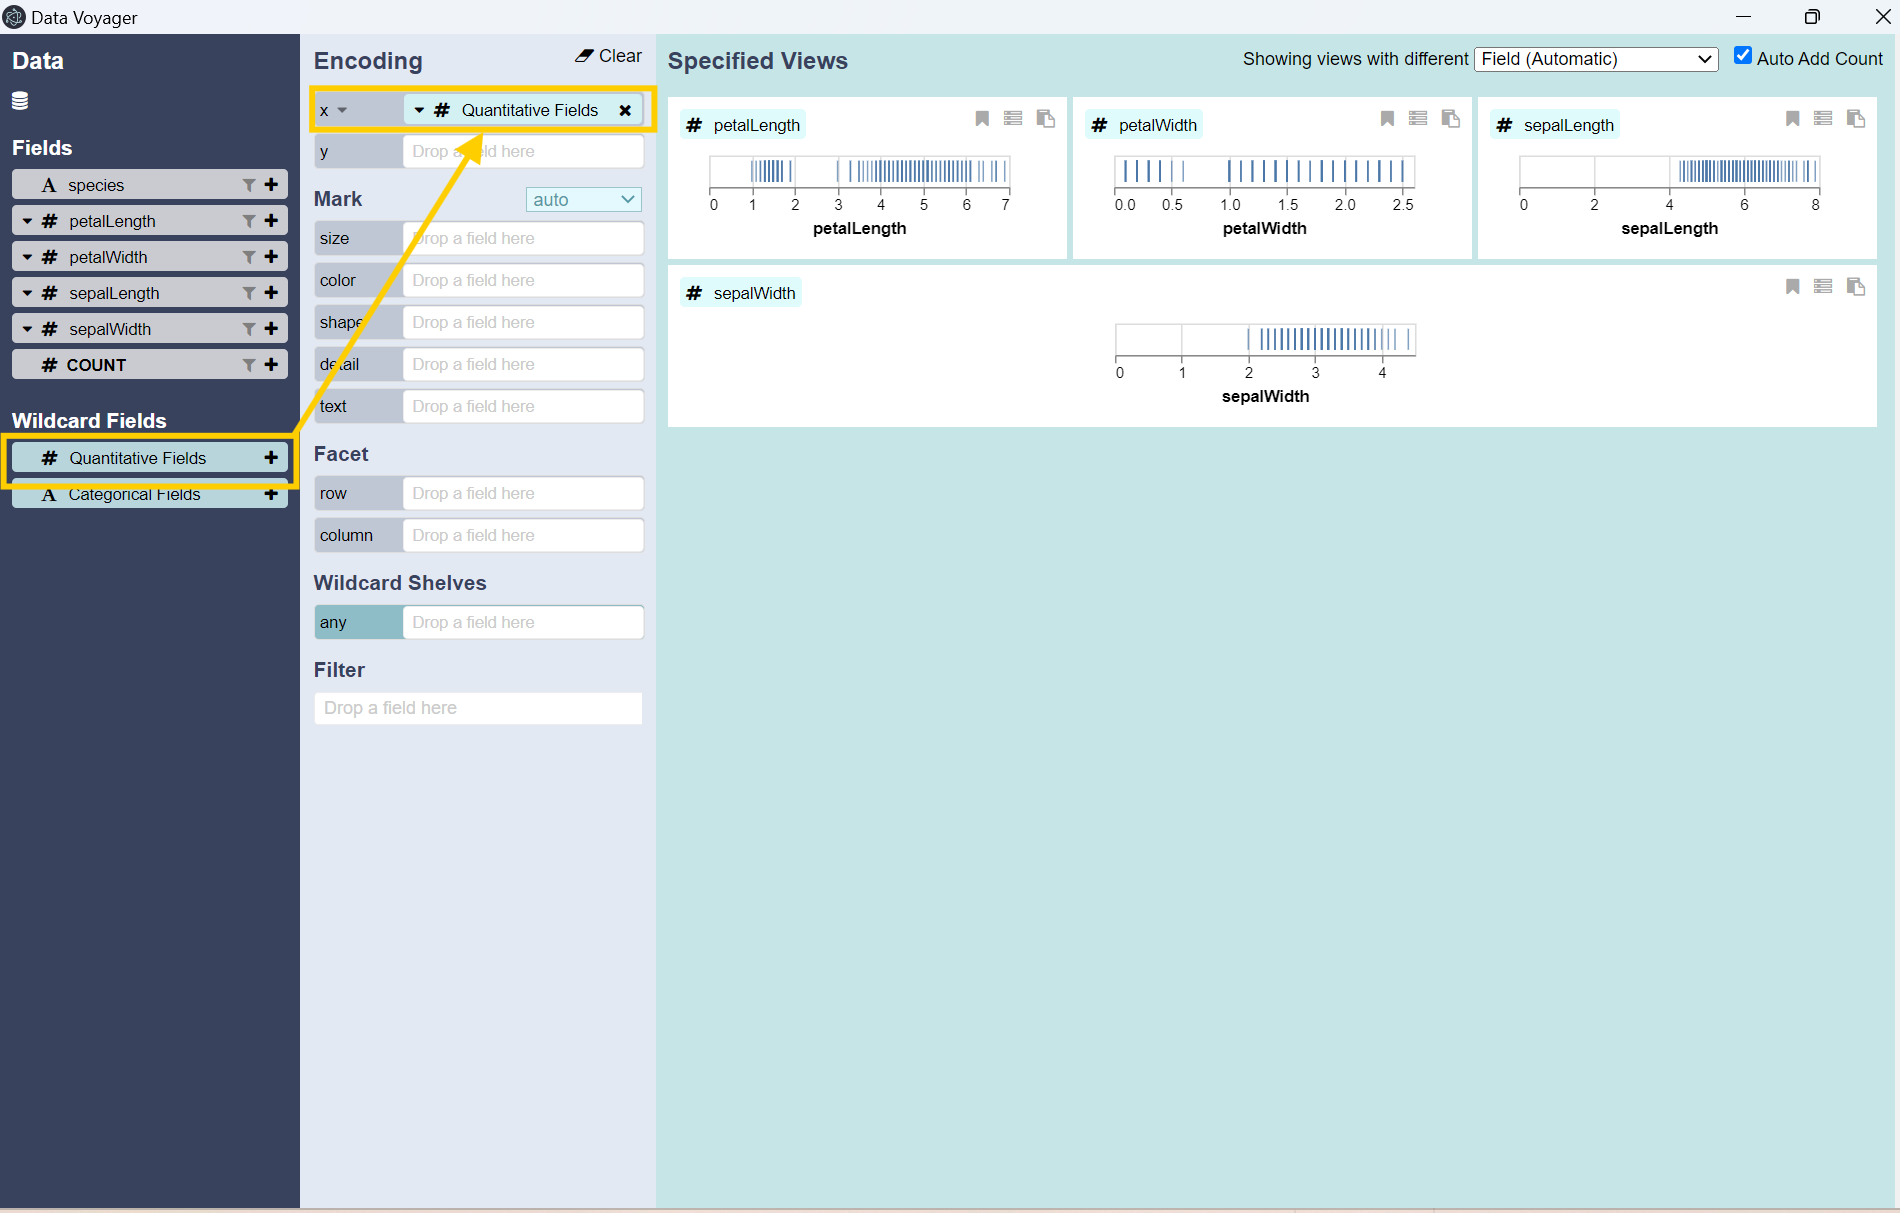 Data Voyager
Data
Fields
A species
# petalLength
# petalWidth
# sepalLength
# sepalWidth
# COUNT
Wildcard Fields
# Quantitative Fields
A Categorical Fields
Encoding
Clear
x # Quantitative Fields
y Drop a field here
Mark auto
size Drop a field here
color Drop a field here
shape Drop a field here
detail Drop a field here
text Drop a field here
Facet
row Drop a field here
column Drop a field here
Wildcard Shelves
any Drop a field here
Filter
Drop a field here
Specified Views
Showing views with different Field (Automatic) Auto Add Count
# petalLength
0 1 2 3 4 5 6 7
petalLength
# petalWidth
0.0 0.5 1.0 1.5 2.0 2.5
petalWidth
# sepalLength
0 2 4 6 8
sepalLength
# sepalWidth
0 1 2 3 4
sepalWidth